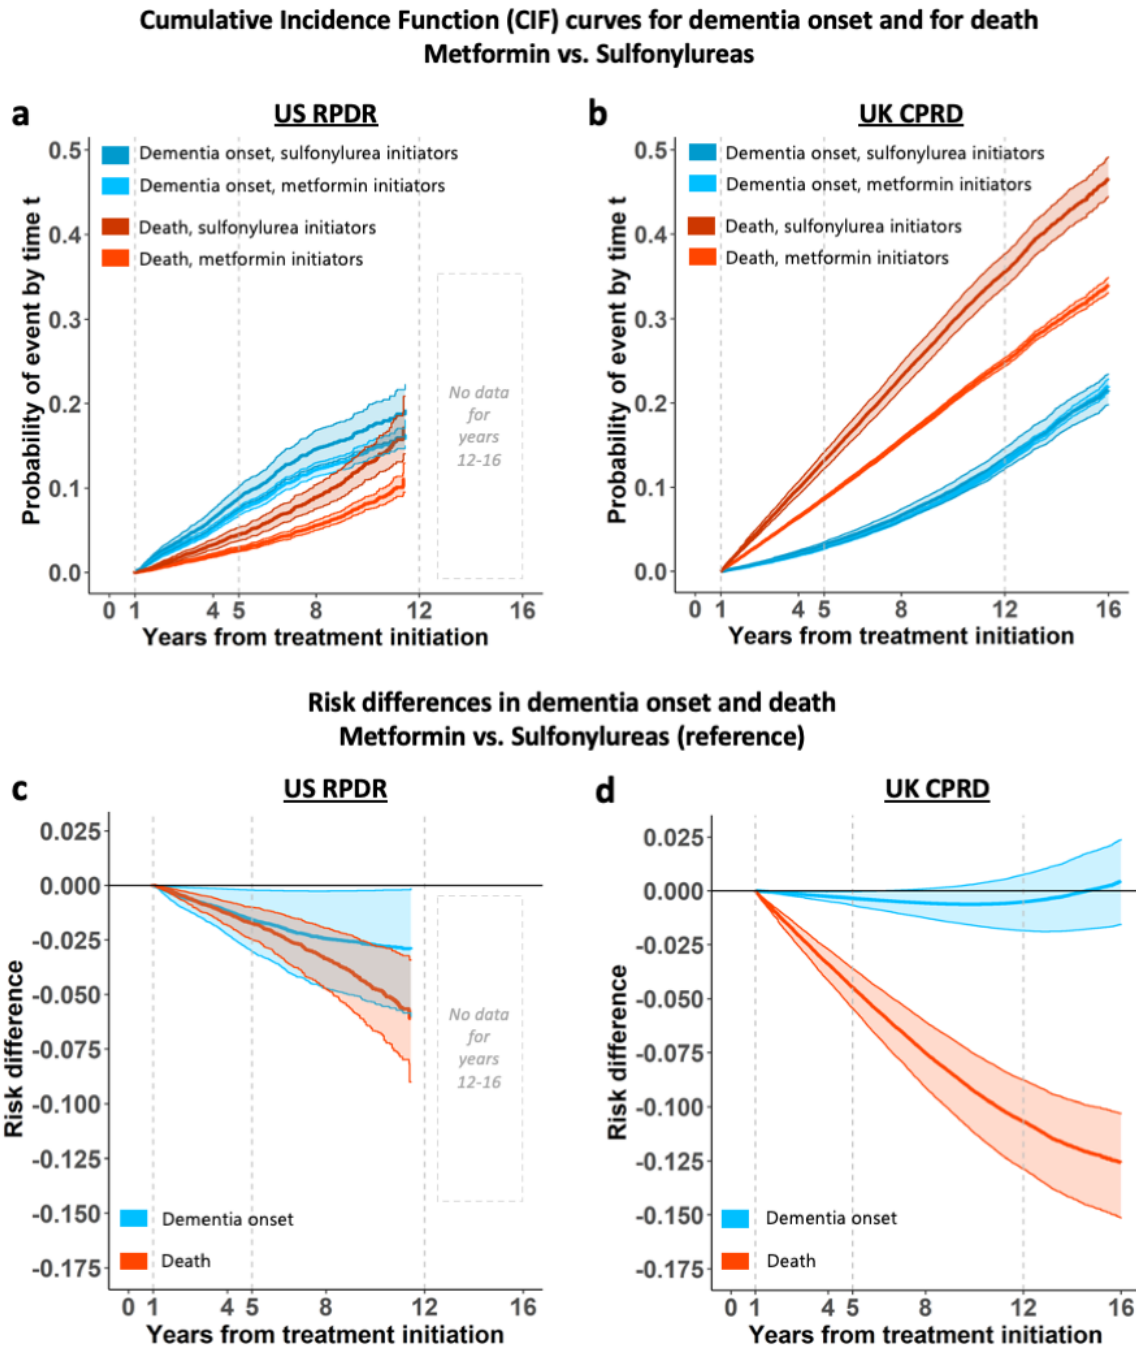 Cumulative Incidence Function (CIF) curves for dementia onset and for death
Metformin vs. Sulfonylureas
a
US RPDR
Probability of event by time t
0.5
0.4
0.3
0.2
0.1
0.0
Dementia onset, sulfonylurea initiators
Dementia onset, metformin initiators
Death, sulfonylurea initiators
Death, metformin initiators
No data
for
years
12-16
0 1 4 5 8 12 16
Years from treatment initiation
b
UK CPRD
Probability of event by time t
0.5
0.4
0.3
0.2
0.1
0.0
Dementia onset, sulfonylurea initiators
Dementia onset, metformin initiators
Death, sulfonylurea initiators
Death, metformin initiators
0 1 4 5 8 12 16
Years from treatment initiation
Risk differences in dementia onset and death
Metformin vs. Sulfonylureas (reference)
c
US RPDR
Risk difference
0.025
0.000
-0.025
-0.050
-0.075
-0.100
-0.125
-0.150
-0.175
No data
for
years
12-16
Dementia onset
Death
0 1 4 5 8 12 16
Years from treatment initiation
d
UK CPRD
Risk difference
0.025
0.000
-0.025
-0.050
-0.075
-0.100
-0.125
-0.150
-0.175
Dementia onset
Death
0 1 4 5 8 12 16
Years from treatment initiation